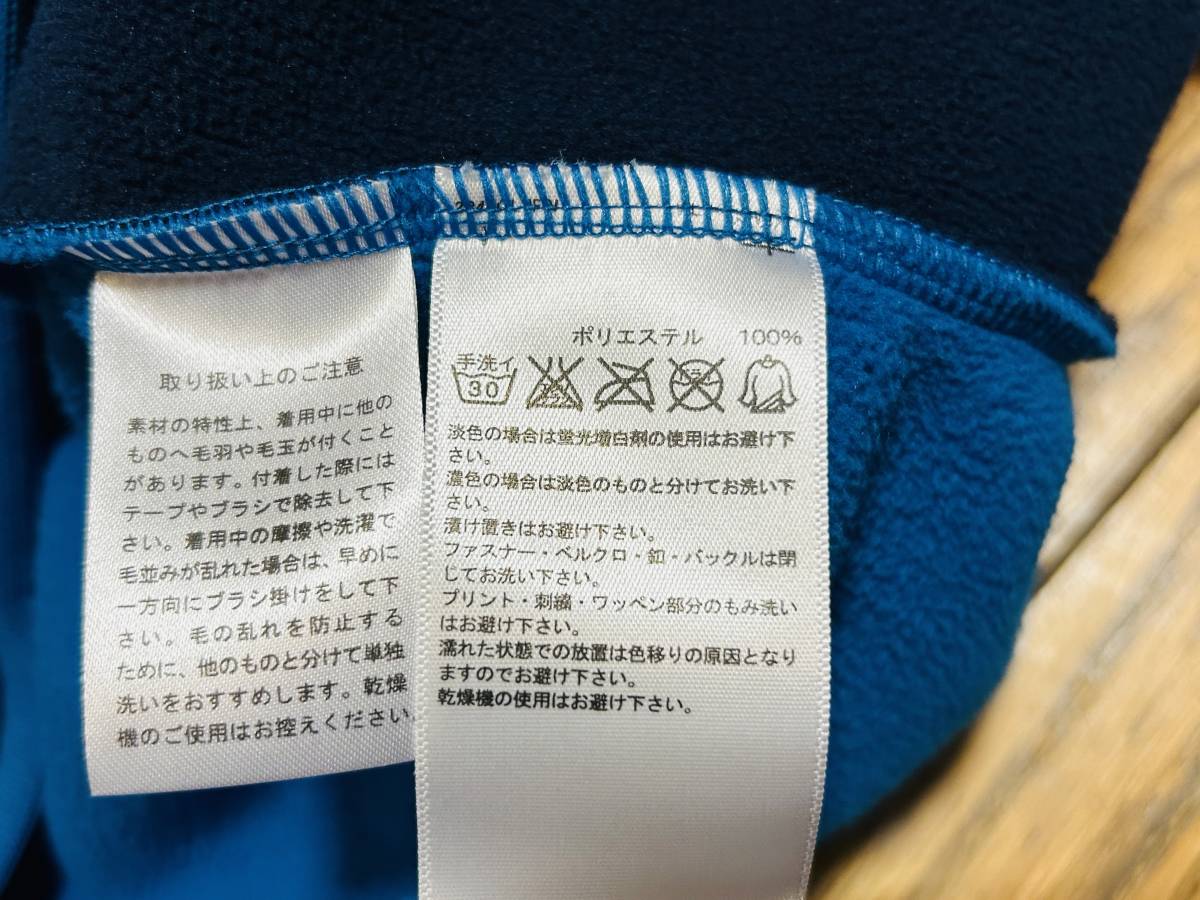 取り扱い上のご注意
素材の特性上、着用中に他の
ものへ毛羽や毛玉が付くこと
があります。付着した際には
テープやブラシで除去して下
さい。着用中の摩擦や洗濯で
毛並みが乱れた場合は、早めに
一方向にブラシ掛けをして下
さい。毛の乱れを防止する
ために、他のものと分けて単独
洗いをおすすめします。乾燥
機のご使用はお控えください。
ポリエステル 100%
手洗イ
30
淡色の場合は蛍光増白剤の使用はお避け下
さい。
濃色の場合は淡色のものと分けてお洗い下
さい。
漬け置きはお避け下さい。
ファスナー・ベルクロ・釦・バックルは閉
じてお洗い下さい。
プリント・刺繍・ワッペン部分のもみ洗い
はお避け下さい。
濡れた状態での放置は色移りの原因となり
ますのでお避け下さい。
乾燥機の使用はお避け下さい。